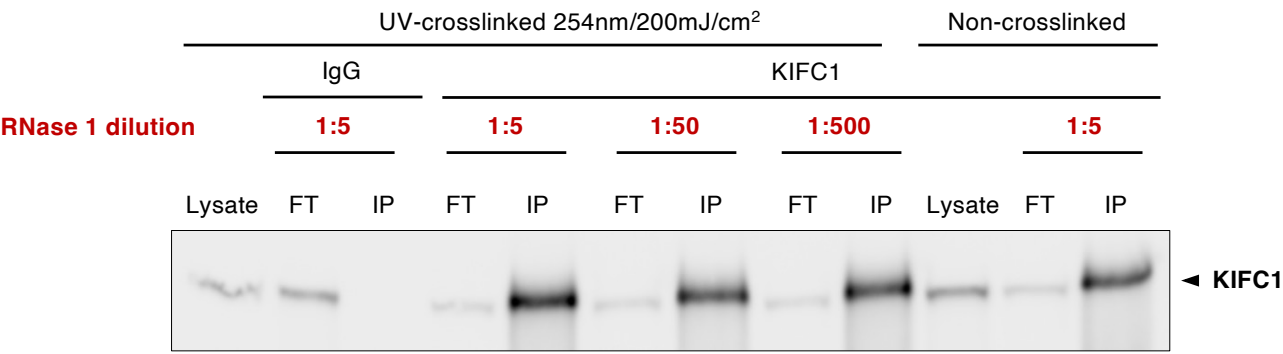 UV-crosslinked 254nm/200mJ/cm² Non-crosslinked
IgG KIFC1
RNase 1 dilution 1:5 1:5 1:50 1:500 1:5
Lysate FT IP FT IP FT IP FT IP Lysate FT IP
◄ KIFC1